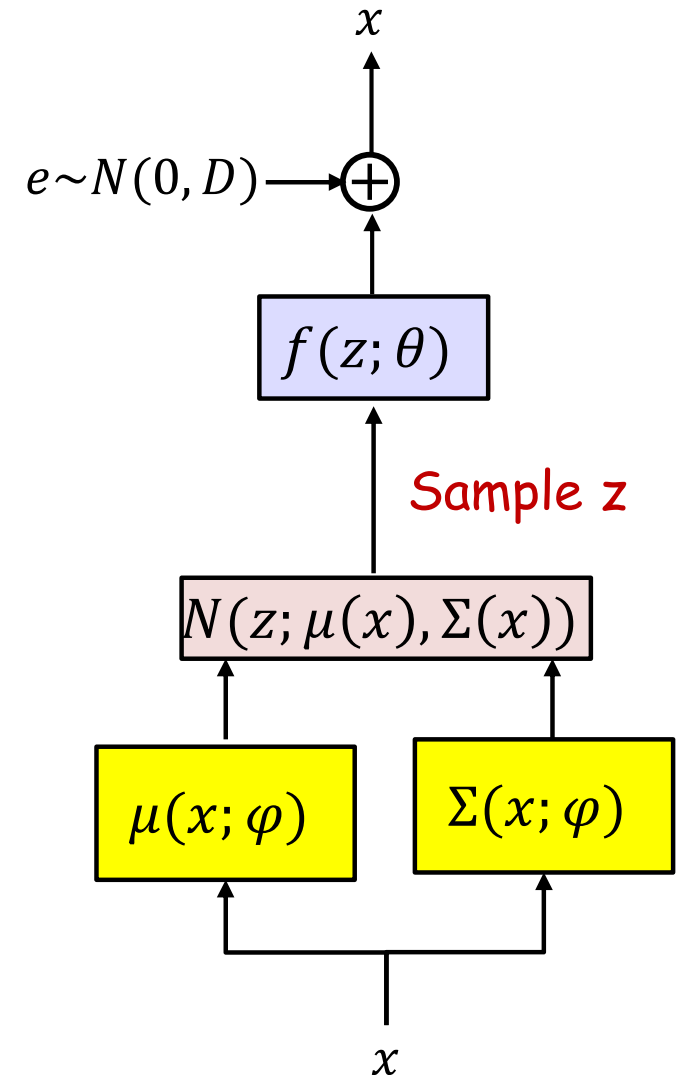 x
e~N(0, D)
f(z; θ)
Sample z
N(z; μ(x), Σ(x))
μ(x; φ)
Σ(x; φ)
x